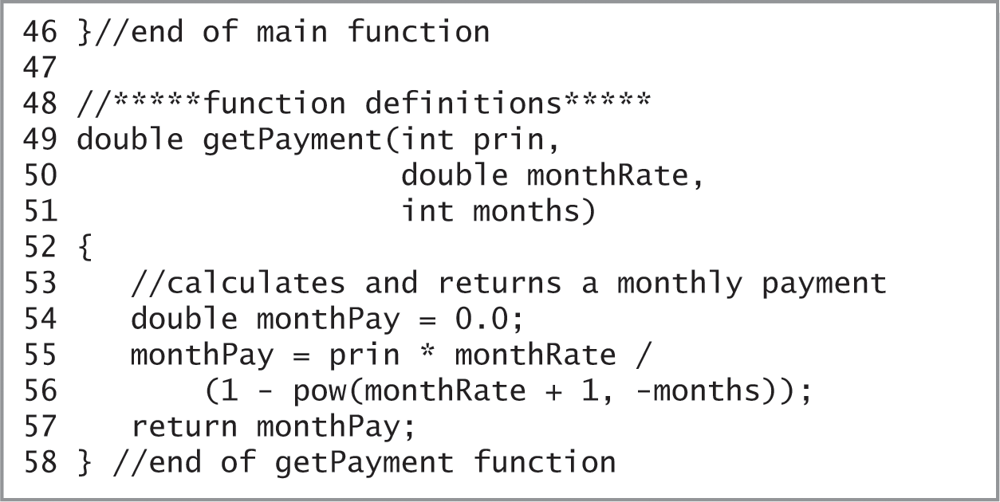 46 }//end of main function
47
48 //*****function definitions*****
49 double getPayment(int prin,
50                   double monthRate,
51                   int months)
52 {
53    //calculates and returns a monthly payment
54    double monthPay = 0.0;
55    monthPay = prin * monthRate /
56        (1 - pow(monthRate + 1, -months));
57    return monthPay;
58 } //end of getPayment function